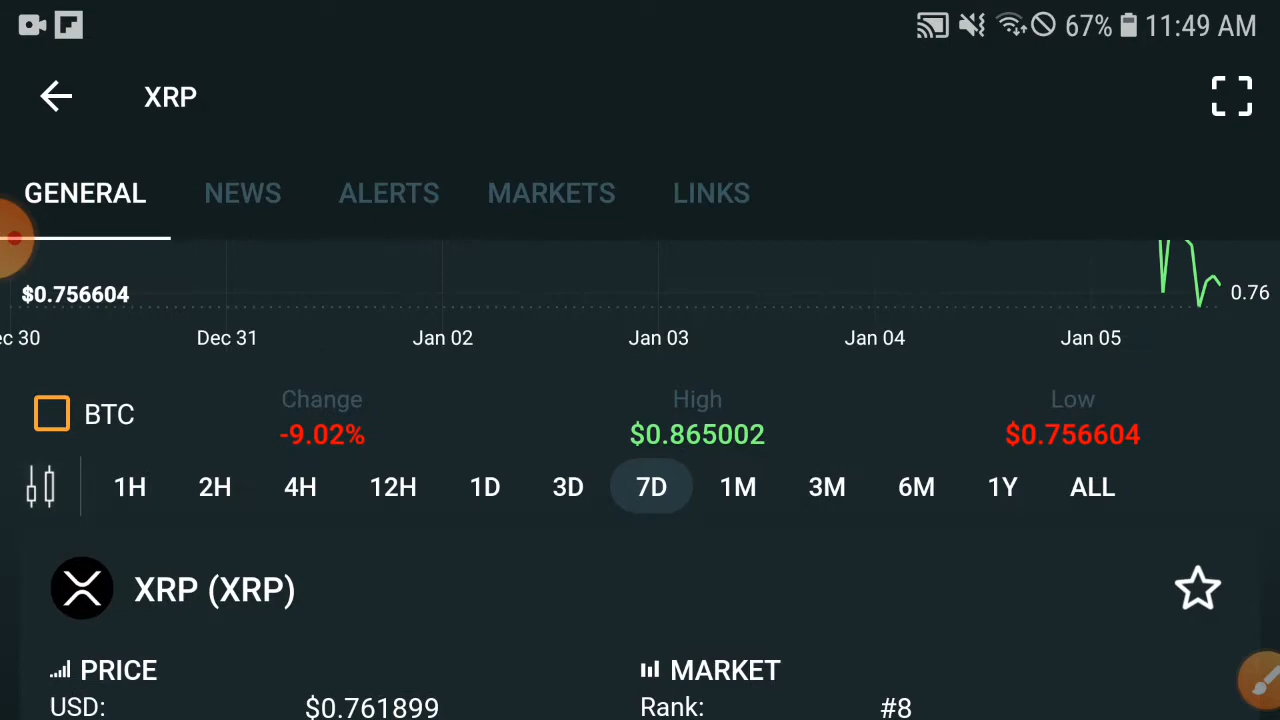 67% 11:49 AM
XRP
GENERAL NEWS ALERTS MARKETS LINKS
$0.756604 0.76
ec 30 Dec 31 Jan 02 Jan 03 Jan 04 Jan 05
BTC
Change High Low
-9.02% $0.865002 $0.756604
1H 2H 4H 12H 1D 3D 7D 1M 3M 6M 1Y ALL
XRP (XRP)
PRICE MARKET
USD: $0.761899 Rank: #8